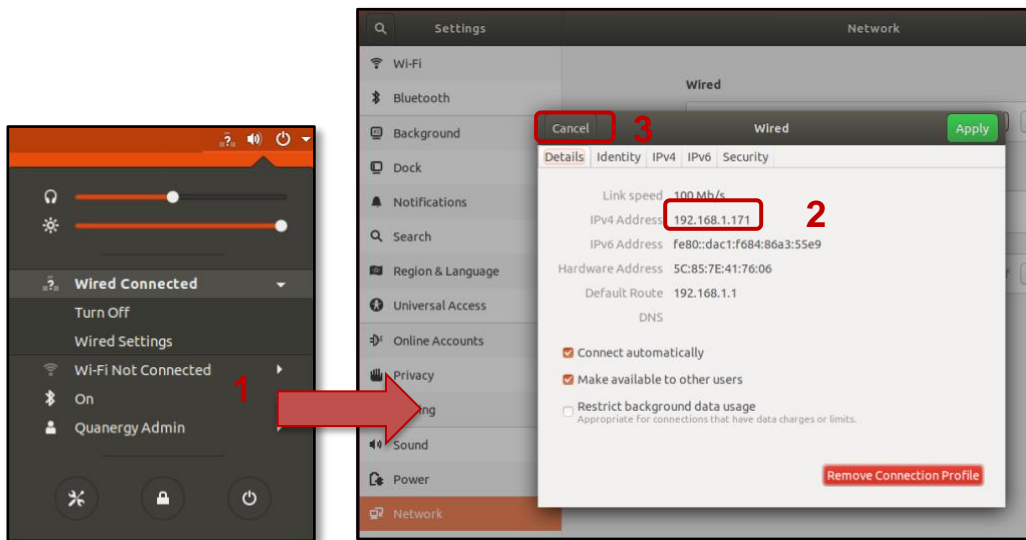 Wired Connected
Turn Off
Wired Settings
Wi-Fi Not Connected
On
Quanergy Admin
1
Settings
Network
Wi-Fi
Bluetooth
Background
Dock
Notifications
Search
Region & Language
Universal Access
Online Accounts
Privacy
Sound
Power
Network
Wired
Cancel
3
Wired
Apply
Details Identity IPv4 IPv6 Security
Link speed 100 Mb/s
IPv4 Address 192.168.1.171
2
IPv6 Address fe80::dac1:f684:86a3:55e9
Hardware Address 5C:85:7E:41:76:06
Default Route 192.168.1.1
DNS
Connect automatically
Make available to other users
Restrict background data usage
Appropriate for connections that have data charges or limits.
Remove Connection Profile